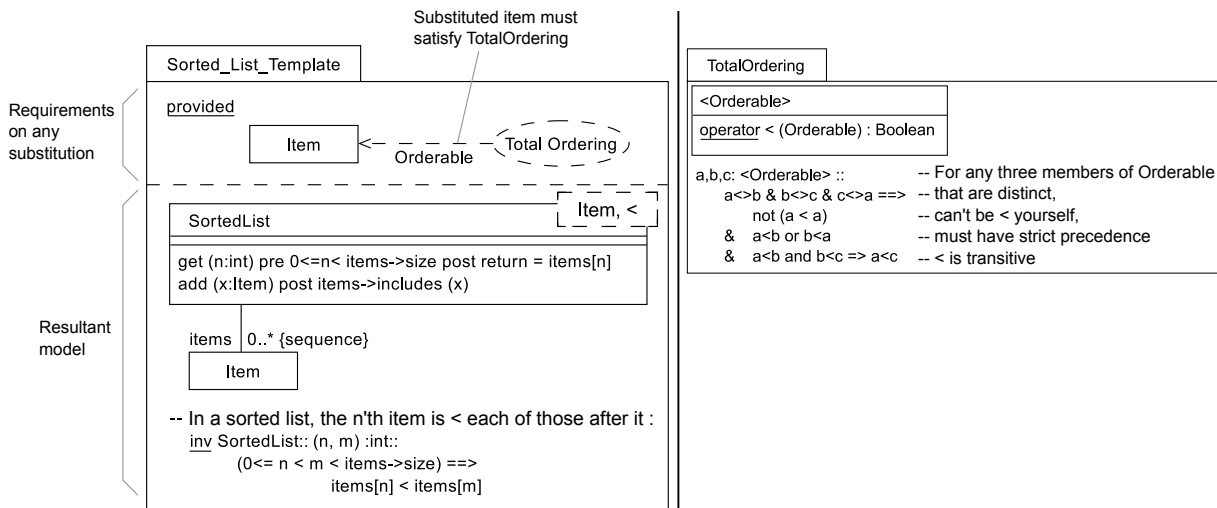 Substituted item must
satisfy TotalOrdering
Sorted_List_Template
Requirements
on any
substitution
provided
Item
Orderable
Total Ordering
Item, <
SortedList
get (n:int) pre 0<=n< items->size post return = items[n]
add (x:Item) post items->includes (x)
Resultant
model
items 0..* {sequence}
Item
-- In a sorted list, the n'th item is < each of those after it :
inv SortedList:: (n, m) :int::
(0<= n < m < items->size) ==>
items[n] < items[m]
TotalOrdering
<Orderable>
operator < (Orderable) : Boolean
a,b,c: <Orderable> :: -- For any three members of Orderable
a<>b & b<>c & c<>a ==> -- that are distinct,
not (a < a) -- can't be < yourself,
& a<b or b<a -- must have strict precedence
& a<b and b<c => a<c -- < is transitive